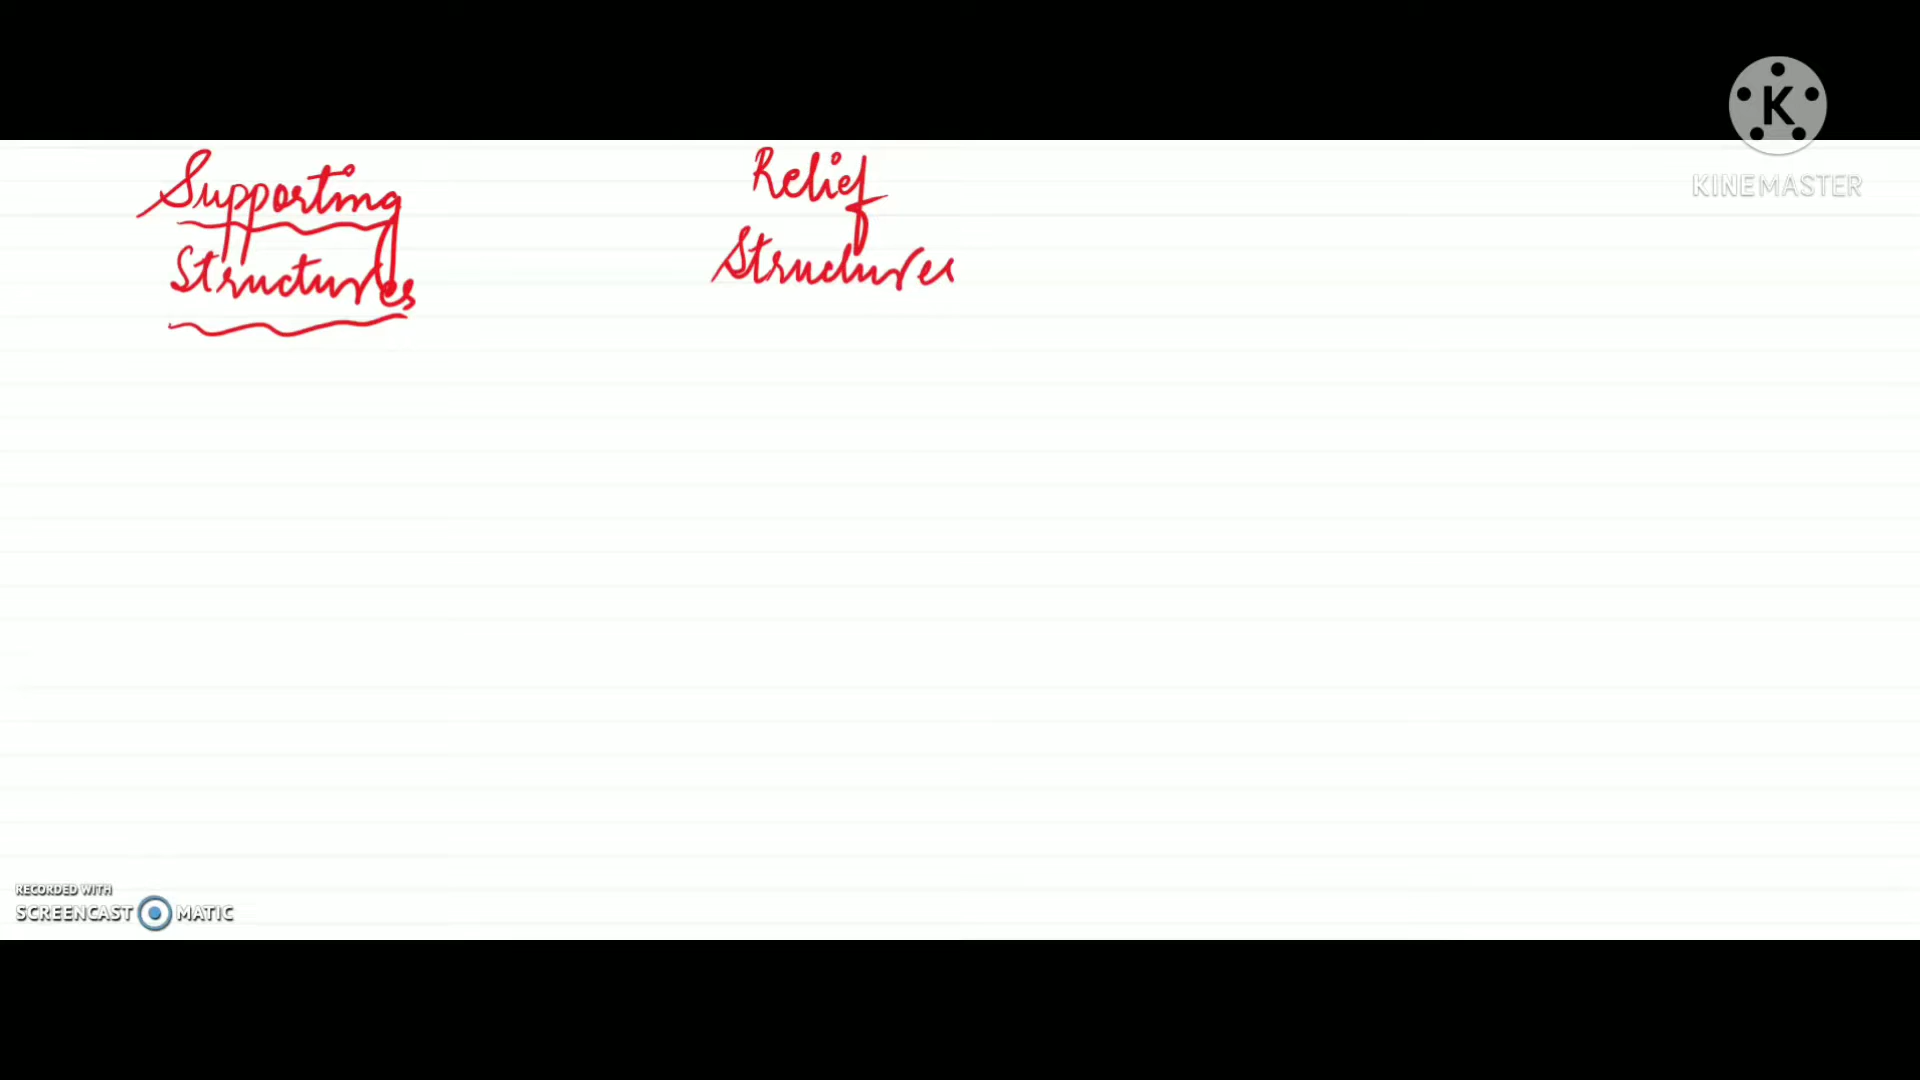 Supporting
Structures
Relief
Structures
K
KINEMASTER
RECORDED WITH
SCREENCAST MATIC